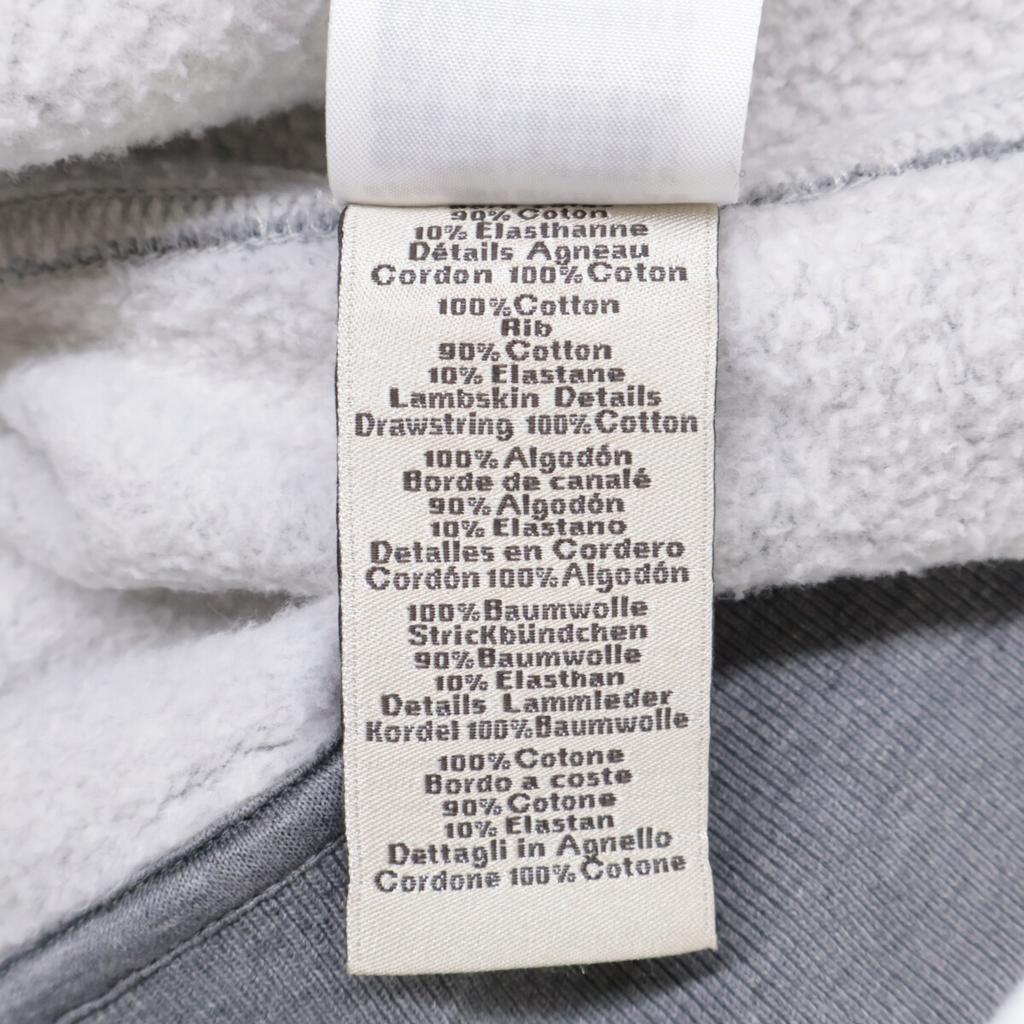 90% Coton
10% Elasthanne
Détails Agneau
Cordon 100% Coton
100% Cotton
Rib
90% Cotton
10% Elastane
Lambskin Details
Drawstring 100% Cotton
100% Algodón
Borde de canalé
90% Algodón
10% Elastano
Detalles en Cordero
Cordón 100% Algodón
100% Baumwolle
StricKbündchen
90% Baumwolle
10% Elasthan
Details Lammleder
Kordel 100% Baumwolle
100% Cotone
Bordo a coste
90% Cotone
10% Elastan
Dettagli in Agnello
Cordone 100% Cotone